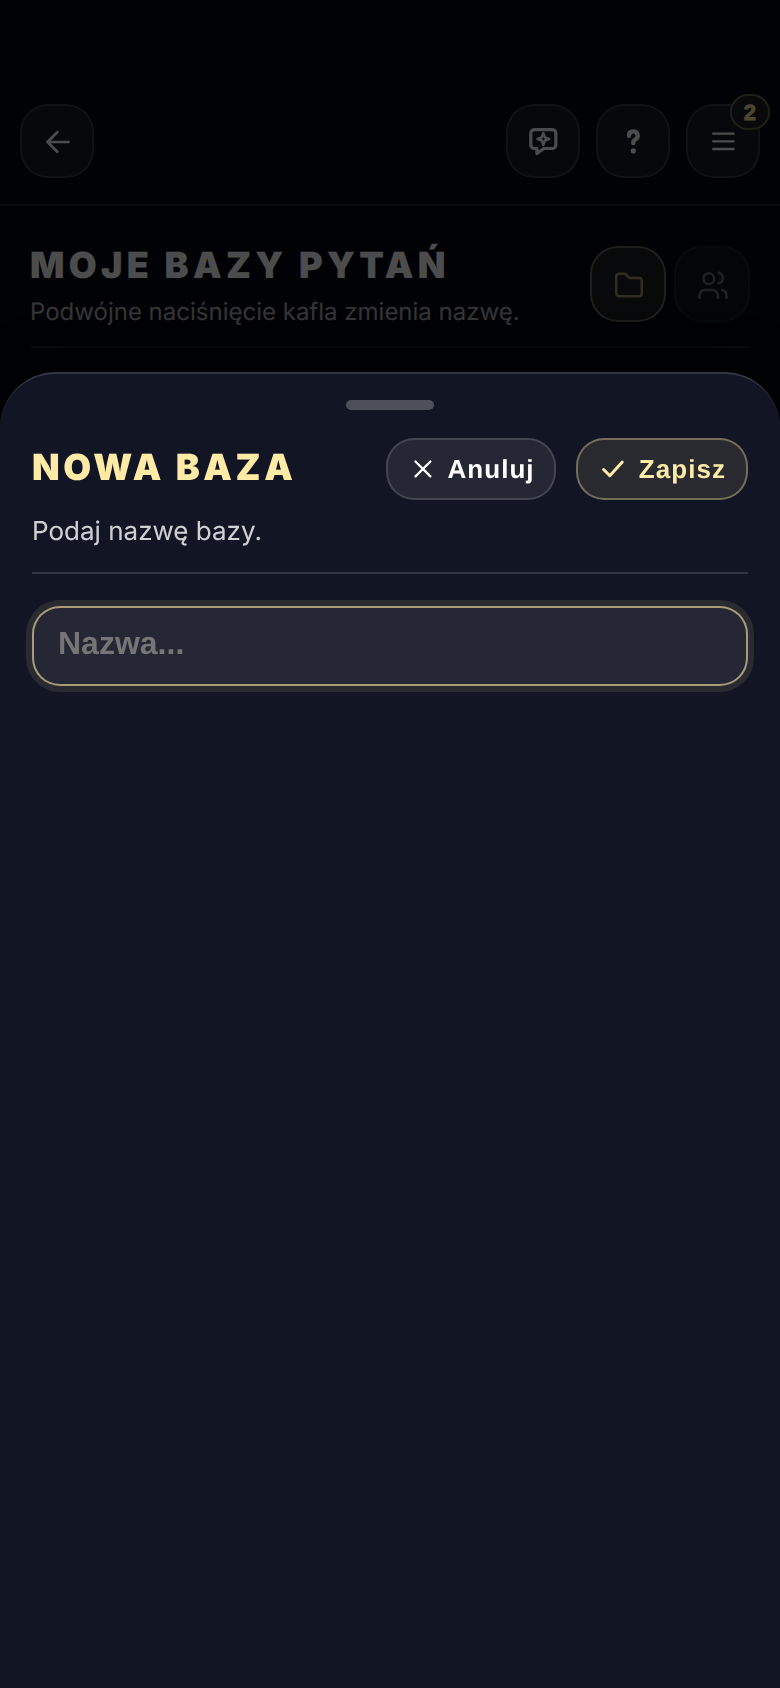 2
?
MOJE BAZY PYTAŃ
Podwójne naciśnięcie kafla zmienia nazwę.
NOWA BAZA
Anuluj
Zapisz
Podaj nazwę bazy.
Nazwa...